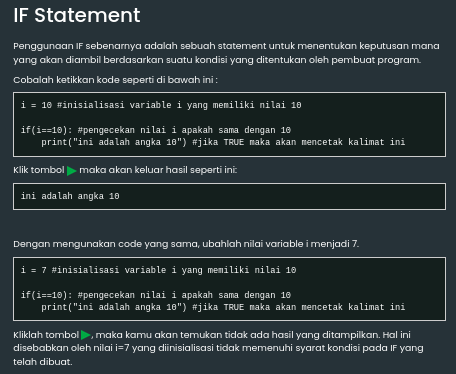 IF Statement
Penggunaan IF sebenarnya adalah sebuah statement untuk menentukan keputusan mana
yang akan diambil berdasarkan suatu kondisi yang ditentukan oleh pembuat program.
Cobalah ketikkan kode seperti di bawah ini :
i = 10 #inisialisasi variable i yang memiliki nilai 10
if(i==10): #pengecekan nilai i apakah sama dengan 10
    print("ini adalah angka 10") #jika TRUE maka akan mencetak kalimat ini
Klik tombol ▶ maka akan keluar hasil seperti ini:
ini adalah angka 10
Dengan mengunakan code yang sama, ubahlah nilai variable i menjadi 7.
i = 7 #inisialisasi variable i yang memiliki nilai 10
if(i==10): #pengecekan nilai i apakah sama dengan 10
    print("ini adalah angka 10") #jika TRUE maka akan mencetak kalimat ini
Kliklah tombol ▶, maka kamu akan temukan tidak ada hasil yang ditampilkan. Hal ini
disebabkan oleh nilai i=7 yang diinisialisasi tidak memenuhi syarat kondisi pada IF yang
telah dibuat.